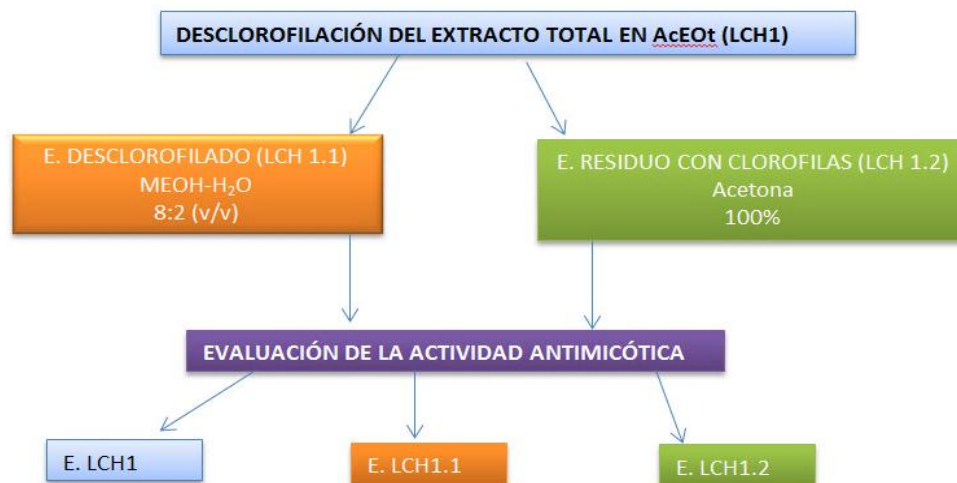 DESCLOROFILACIÓN DEL EXTRACTO TOTAL EN AcEOt (LCH1)
E. DESCLOROFILADO (LCH 1.1)
MEOH-H₂O
8:2 (v/v)
E. RESIDUO CON CLOROFILAS (LCH 1.2)
Acetona
100%
EVALUACIÓN DE LA ACTIVIDAD ANTIMICÓTICA
E. LCH1
E. LCH1.1
E. LCH1.2